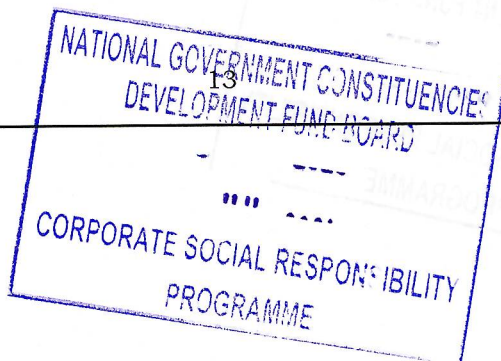 NATIONAL GOVERNMENT CONSTITUENCIES
13
DEVELOPMENT FUND BOARD
CORPORATE SOCIAL RESPONSIBILITY
PROGRAMME